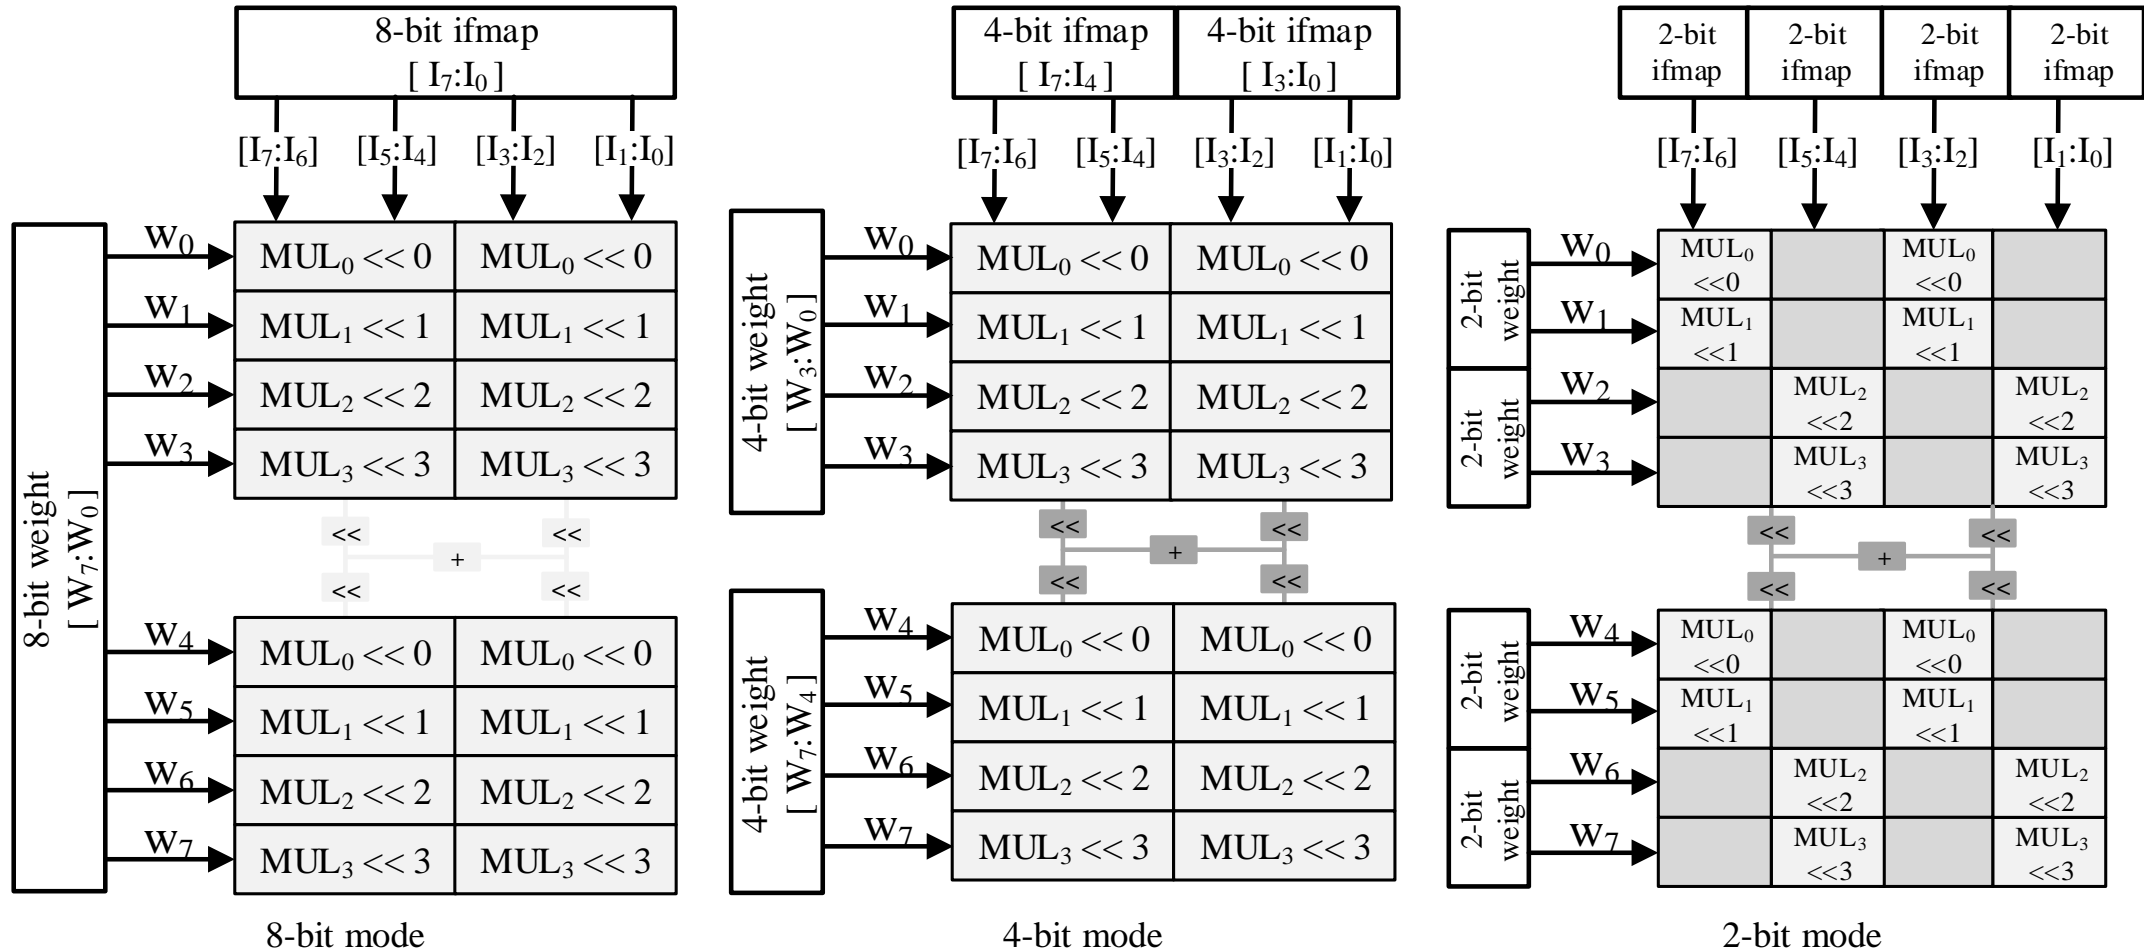 8-bit ifmap
[ I7:I0 ]
[I7:I6] [I5:I4] [I3:I2] [I1:I0]
8-bit weight
[ W7:W0 ]
W0 MUL0 << 0 MUL0 << 0
W1 MUL1 << 1 MUL1 << 1
W2 MUL2 << 2 MUL2 << 2
W3 MUL3 << 3 MUL3 << 3
<< <<
+
<< <<
W4 MUL0 << 0 MUL0 << 0
W5 MUL1 << 1 MUL1 << 1
W6 MUL2 << 2 MUL2 << 2
W7 MUL3 << 3 MUL3 << 3
8-bit mode
4-bit ifmap 4-bit ifmap
[ I7:I4 ] [ I3:I0 ]
[I7:I6] [I5:I4] [I3:I2] [I1:I0]
4-bit weight
[ W3:W0 ]
W0 MUL0 << 0 MUL0 << 0
W1 MUL1 << 1 MUL1 << 1
W2 MUL2 << 2 MUL2 << 2
W3 MUL3 << 3 MUL3 << 3
<< <<
+
<< <<
4-bit weight
[ W7:W4 ]
W4 MUL0 << 0 MUL0 << 0
W5 MUL1 << 1 MUL1 << 1
W6 MUL2 << 2 MUL2 << 2
W7 MUL3 << 3 MUL3 << 3
4-bit mode
2-bit 2-bit 2-bit 2-bit
ifmap ifmap ifmap ifmap
[I7:I6] [I5:I4] [I3:I2] [I1:I0]
2-bit
weight
W0 MUL0 MUL0
<<0 <<0
W1 MUL1 MUL1
<<1 <<1
2-bit
weight
W2 MUL2 MUL2
<<2 <<2
W3 MUL3 MUL3
<<3 <<3
<< <<
+
<< <<
2-bit
weight
W4 MUL0 MUL0
<<0 <<0
W5 MUL1 MUL1
<<1 <<1
2-bit
weight
W6 MUL2 MUL2
<<2 <<2
W7 MUL3 MUL3
<<3 <<3
2-bit mode